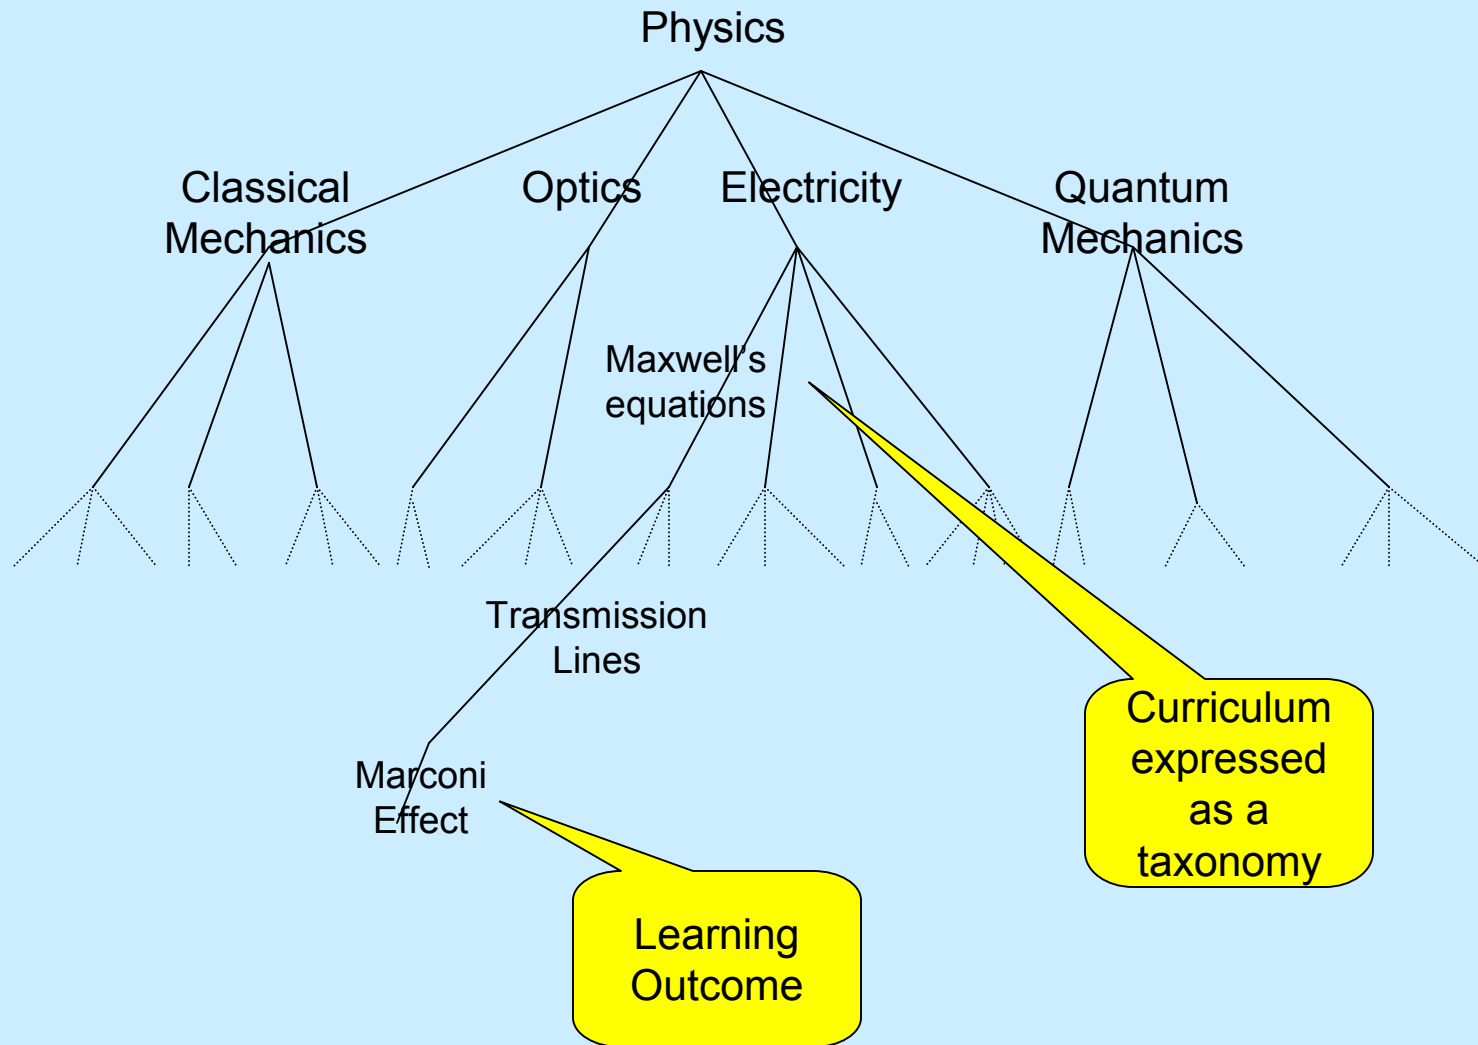 Physics
Classical
Mechanics
Optics
Electricity
Quantum
Mechanics
Maxwell's
equations
Transmission
Lines
Marconi
Effect
Curriculum
expressed
as a
taxonomy
Learning
Outcome